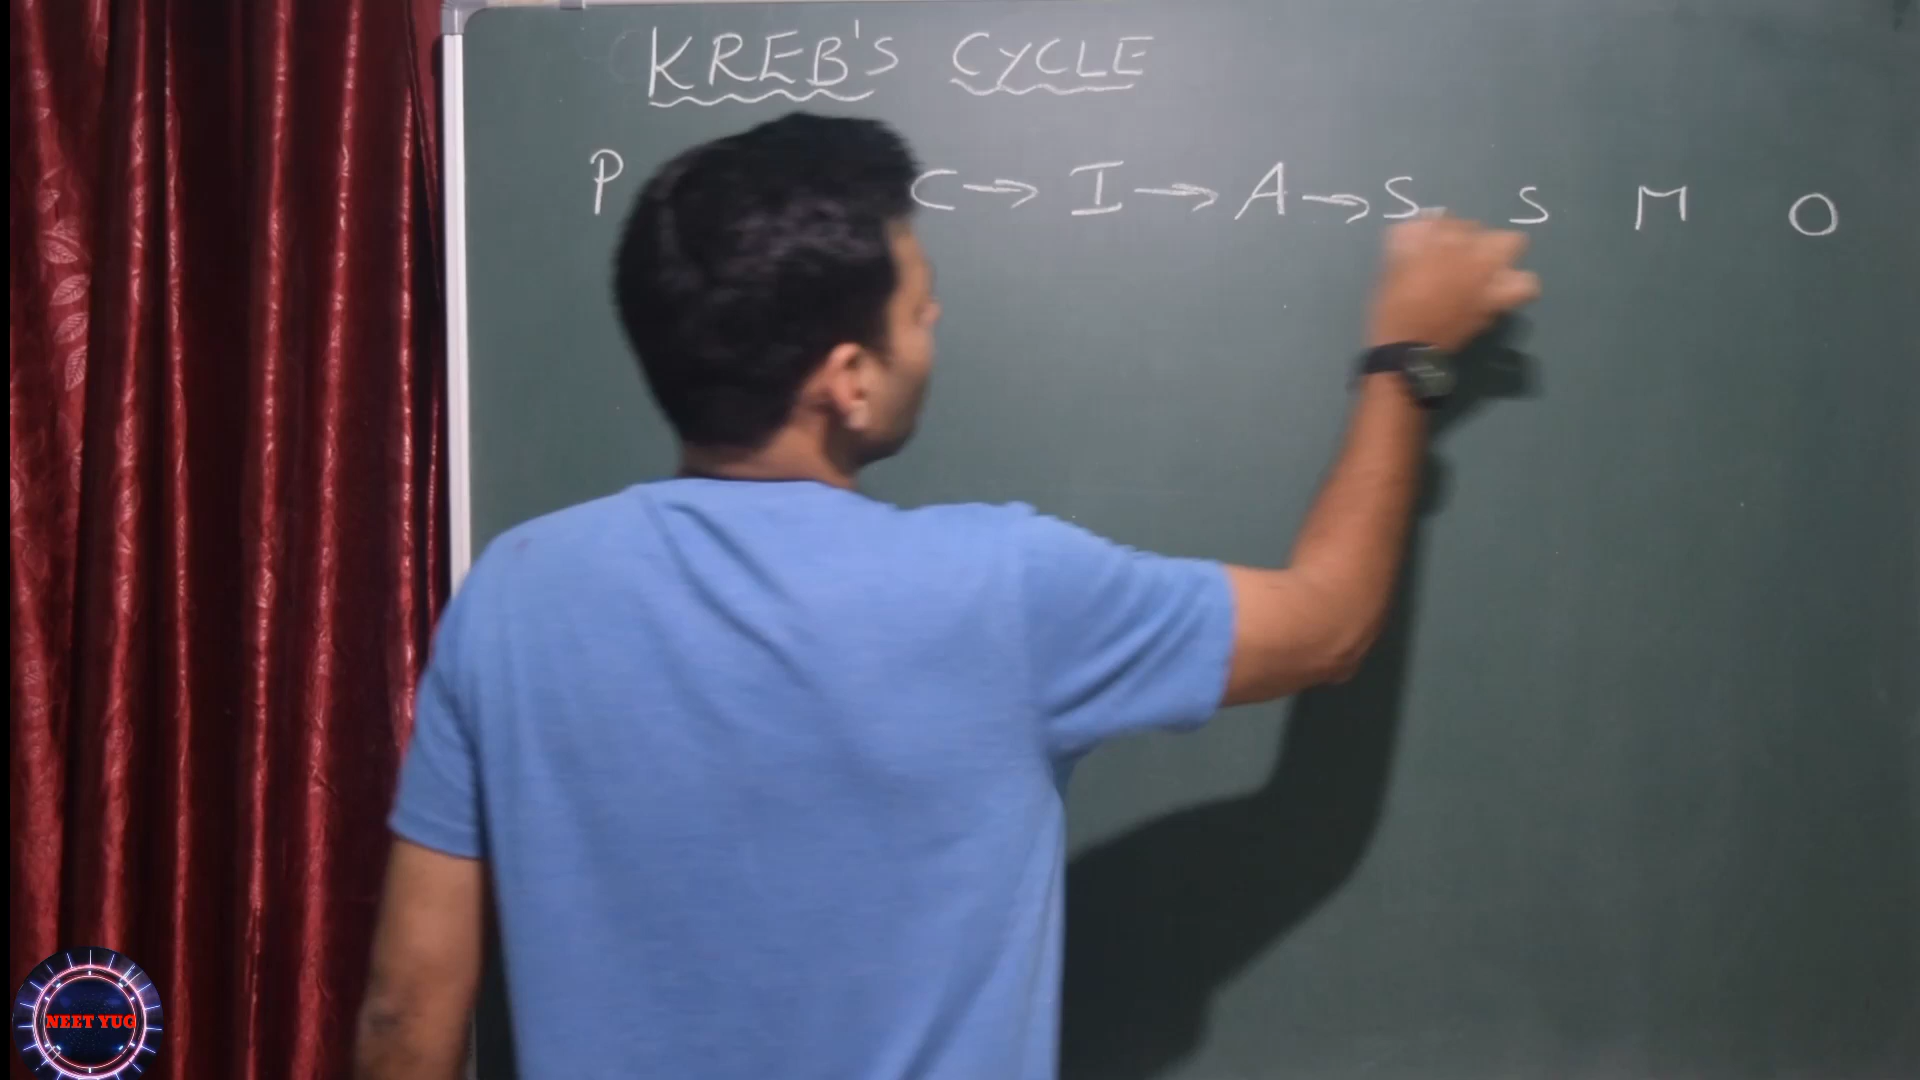 KREB'S CYCLE
P C → I → A → S S M O
NEET YUG